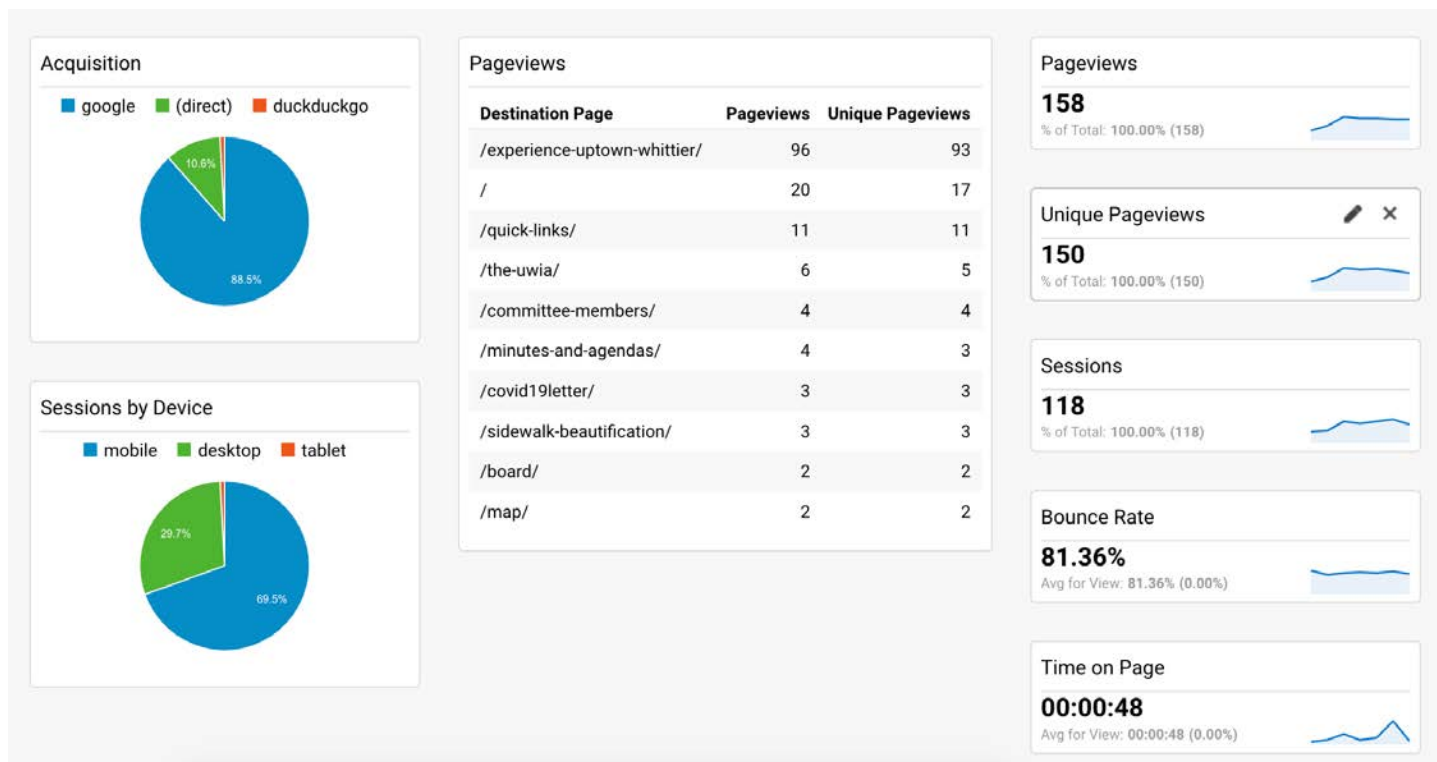 Acquisition
google (direct) duckduckgo
10.6%
88.5%
Sessions by Device
mobile desktop tablet
29.7%
69.5%
Pageviews
Destination Page Pageviews Unique Pageviews
/experience-uptown-whittier/ 96 93
/ 20 17
/quick-links/ 11 11
/the-uwia/ 6 5
/committee-members/ 4 4
/minutes-and-agendas/ 4 3
/covid19letter/ 3 3
/sidewalk-beautification/ 3 3
/board/ 2 2
/map/ 2 2
Pageviews
158
% of Total: 100.00% (158)
Unique Pageviews
150
% of Total: 100.00% (150)
Sessions
118
% of Total: 100.00% (118)
Bounce Rate
81.36%
Avg for View: 81.36% (0.00%)
Time on Page
00:00:48
Avg for View: 00:00:48 (0.00%)